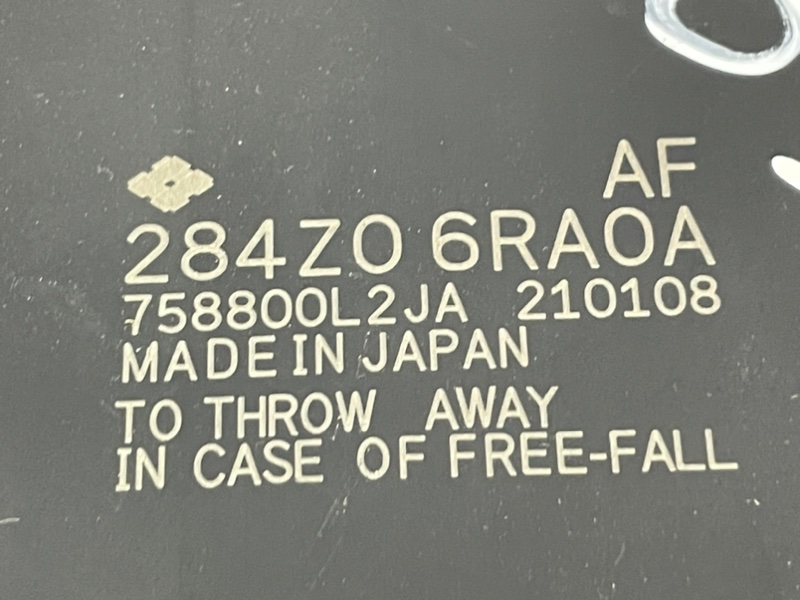 AF
284Z0 6RA0A
758800L2JA 210108
MADE IN JAPAN
TO THROW AWAY
IN CASE OF FREE-FALL